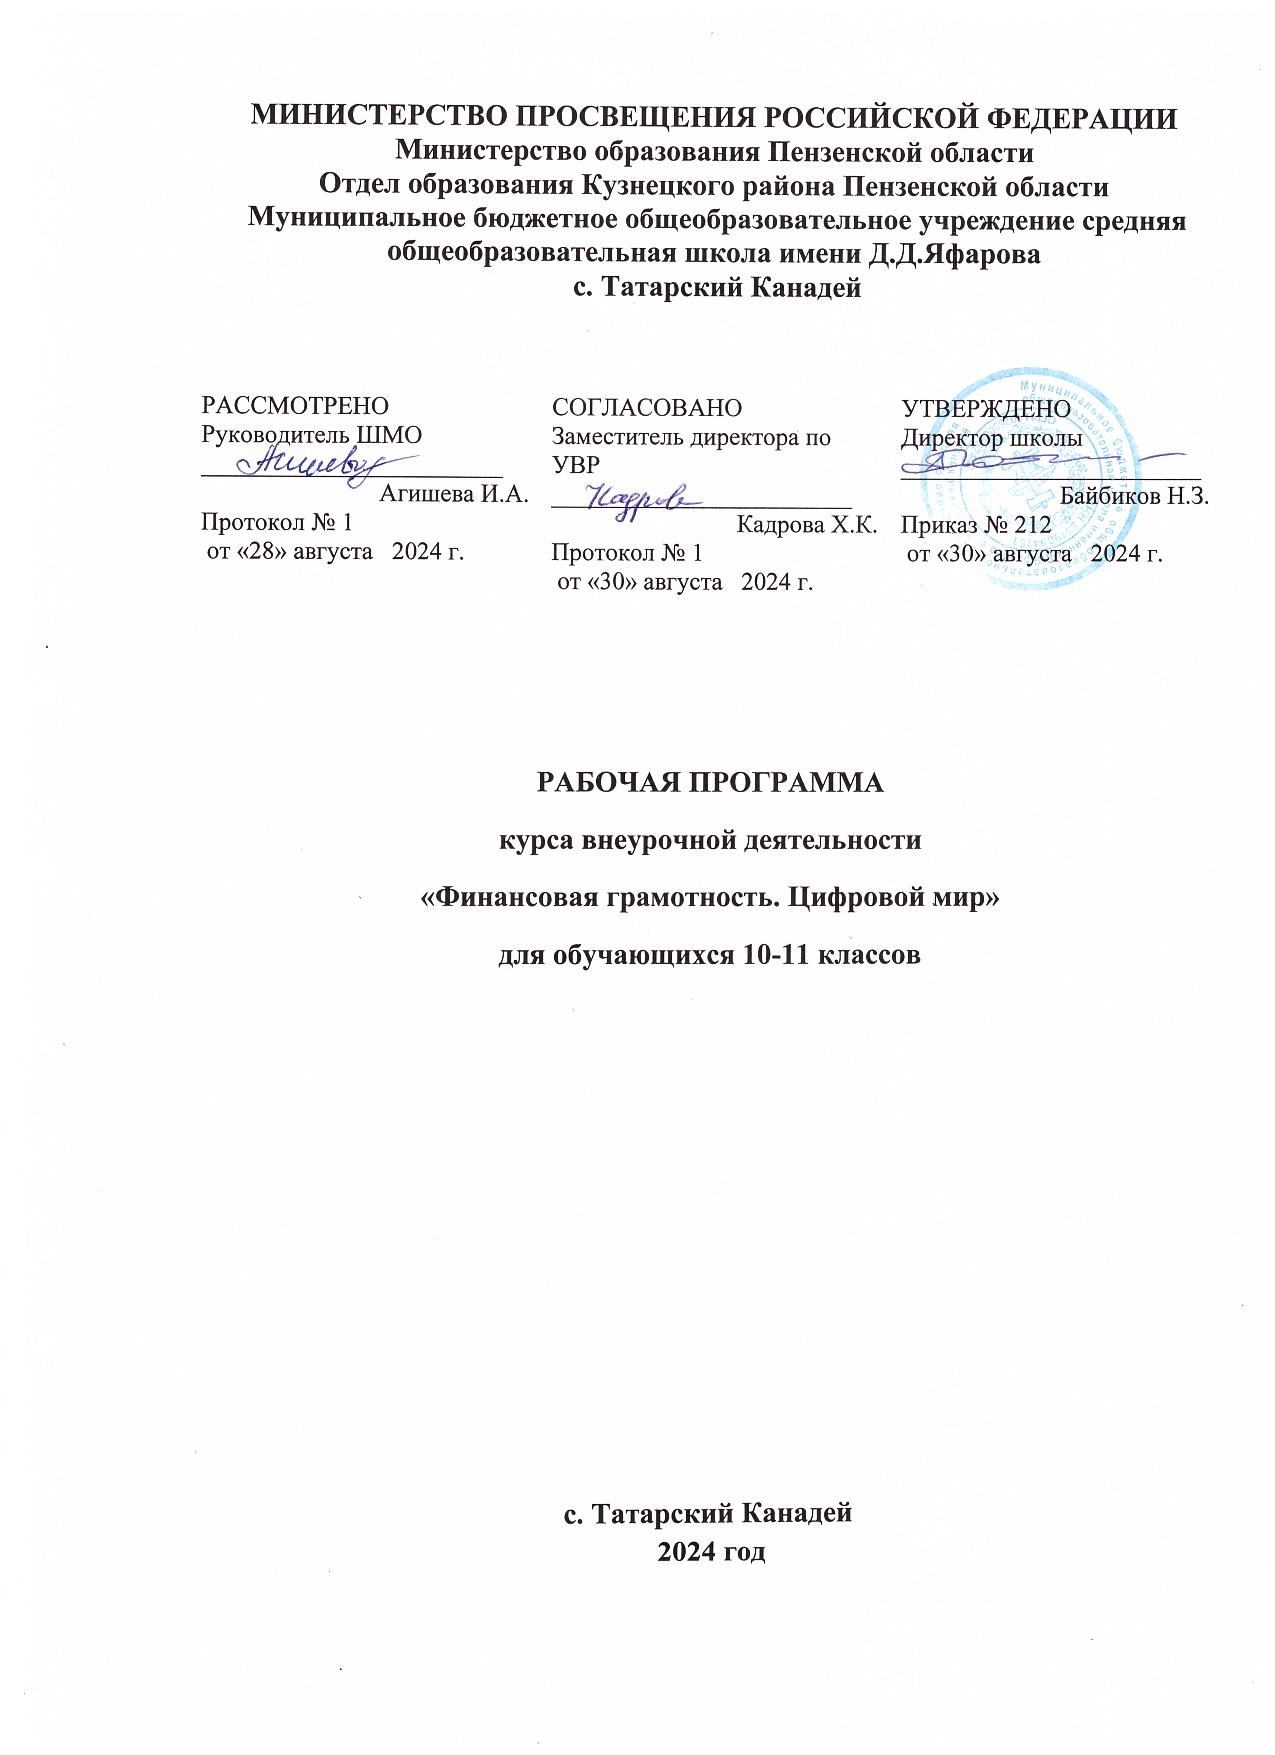 МИНИСТЕРСТВО ПРОСВЕЩЕНИЯ РОССИЙСКОЙ ФЕДЕРАЦИИ
Министерство образования Пензенской области
Отдел образования Кузнецкого района Пензенской области
Муниципальное бюджетное общеобразовательное учреждение средняя
общеобразовательная школа имени Д.Д.Яфарова
с. Татарский Канадей
РАССМОТРЕНО
Руководитель ШМО
Агишева И.А.
Протокол № 1
от «28» августа 2024 г.
СОГЛАСОВАНО
Заместитель директора по
УВР
Кадрова Х.К.
Протокол № 1
от «30» августа 2024 г.
УТВЕРЖДЕНО
Директор школы
Байбиков Н.З.
Приказ № 212
от «30» августа 2024 г.
РАБОЧАЯ ПРОГРАММА
курса внеурочной деятельности
«Финансовая грамотность. Цифровой мир»
для обучающихся 10-11 классов
с. Татарский Канадей
2024 год